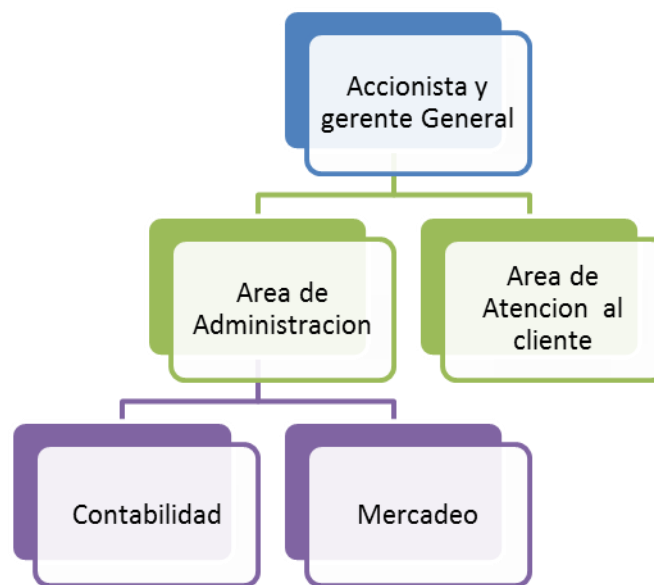 Accionista y
gerente General
Area de
Administracion
Area de
Atencion al
cliente
Contabilidad
Mercadeo